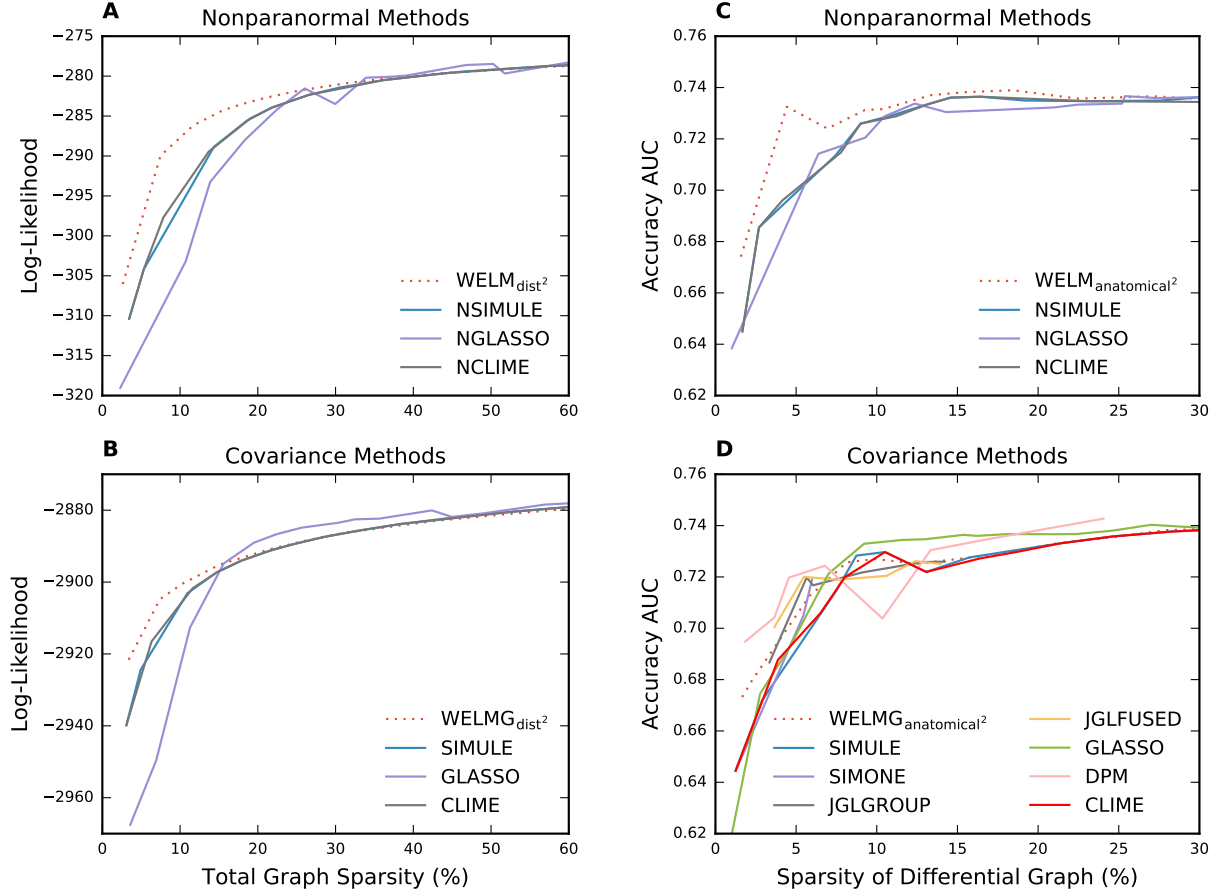 A
Nonparanormal Methods
Log-Likelihood
−275
−280
−285
−290
−295
−300
−305
−310
−315
−320
0 10 20 30 40 50 60
WELM_dist²
NSIMULE
NGLASSO
NCLIME
C
Nonparanormal Methods
Accuracy AUC
0.76
0.74
0.72
0.70
0.68
0.66
0.64
0.62
0 5 10 15 20 25 30
WELM_anatomical²
NSIMULE
NGLASSO
NCLIME
B
Covariance Methods
Log-Likelihood
−2880
−2900
−2920
−2940
−2960
0 10 20 30 40 50 60
Total Graph Sparsity (%)
WELMG_dist²
SIMULE
GLASSO
CLIME
D
Covariance Methods
Accuracy AUC
0.76
0.74
0.72
0.70
0.68
0.66
0.64
0.62
0 5 10 15 20 25 30
Sparsity of Differential Graph (%)
WELMG_anatomical²
SIMULE
SIMONE
JGLGROUP
JGLFUSED
GLASSO
DPM
CLIME